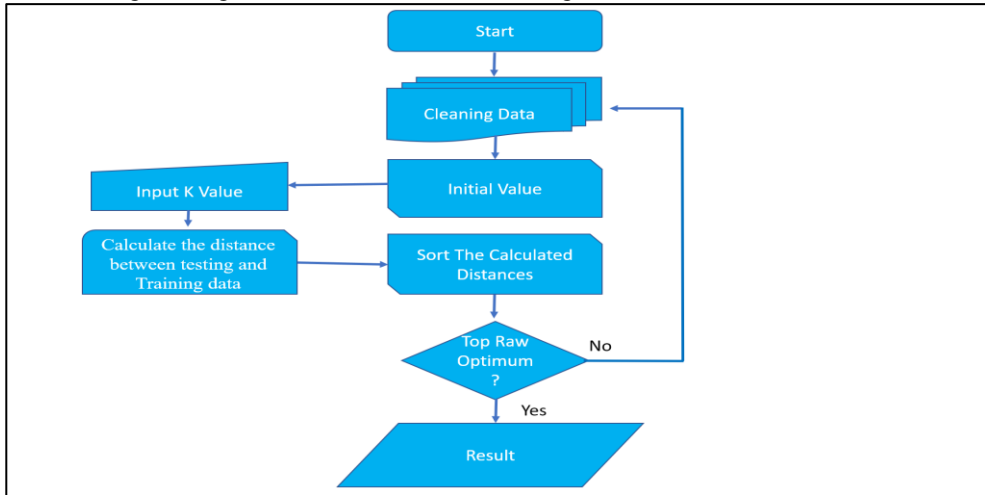 Start
Cleaning Data
Initial Value
Input K Value
Calculate the distance
between testing and
Training data
Sort The Calculated
Distances
Top Raw
Optimum
?
No
Yes
Result